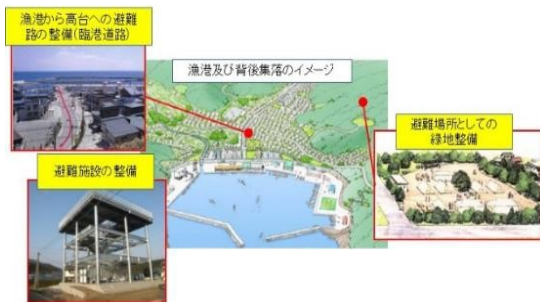 漁港から高台への避難
路の整備(臨港道路)
漁港及び背後集落のイメージ
避難場所としての
緑地整備
避難施設の整備